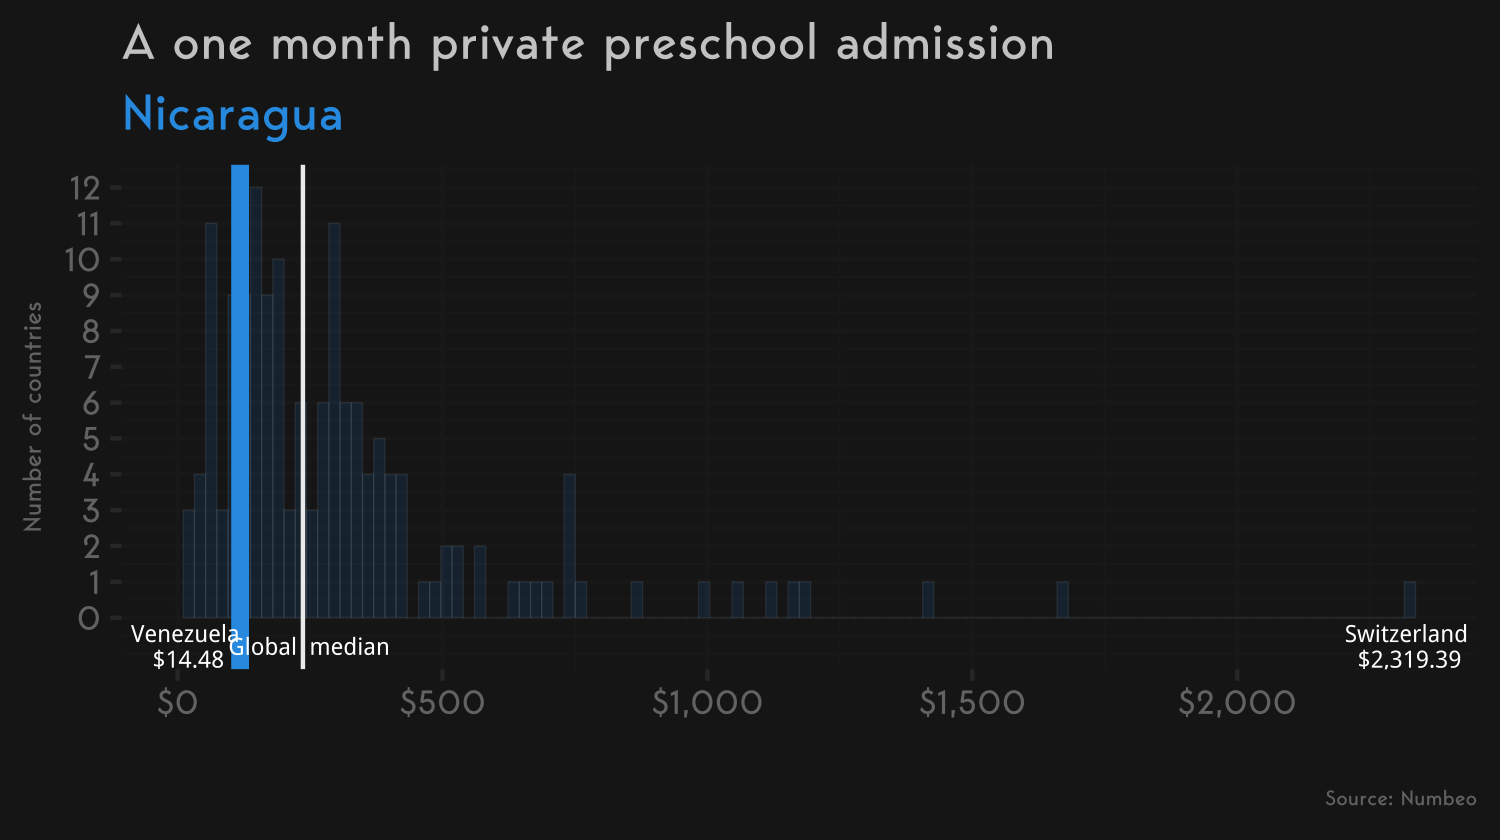 A one month private preschool admission
Nicaragua
Number of countries
12
11
10
9
8
7
6
5
4
3
2
1
0
Venezuela
$14.48
Global median
Switzerland
$2,319.39
$0 $500 $1,000 $1,500 $2,000
Source: Numbeo